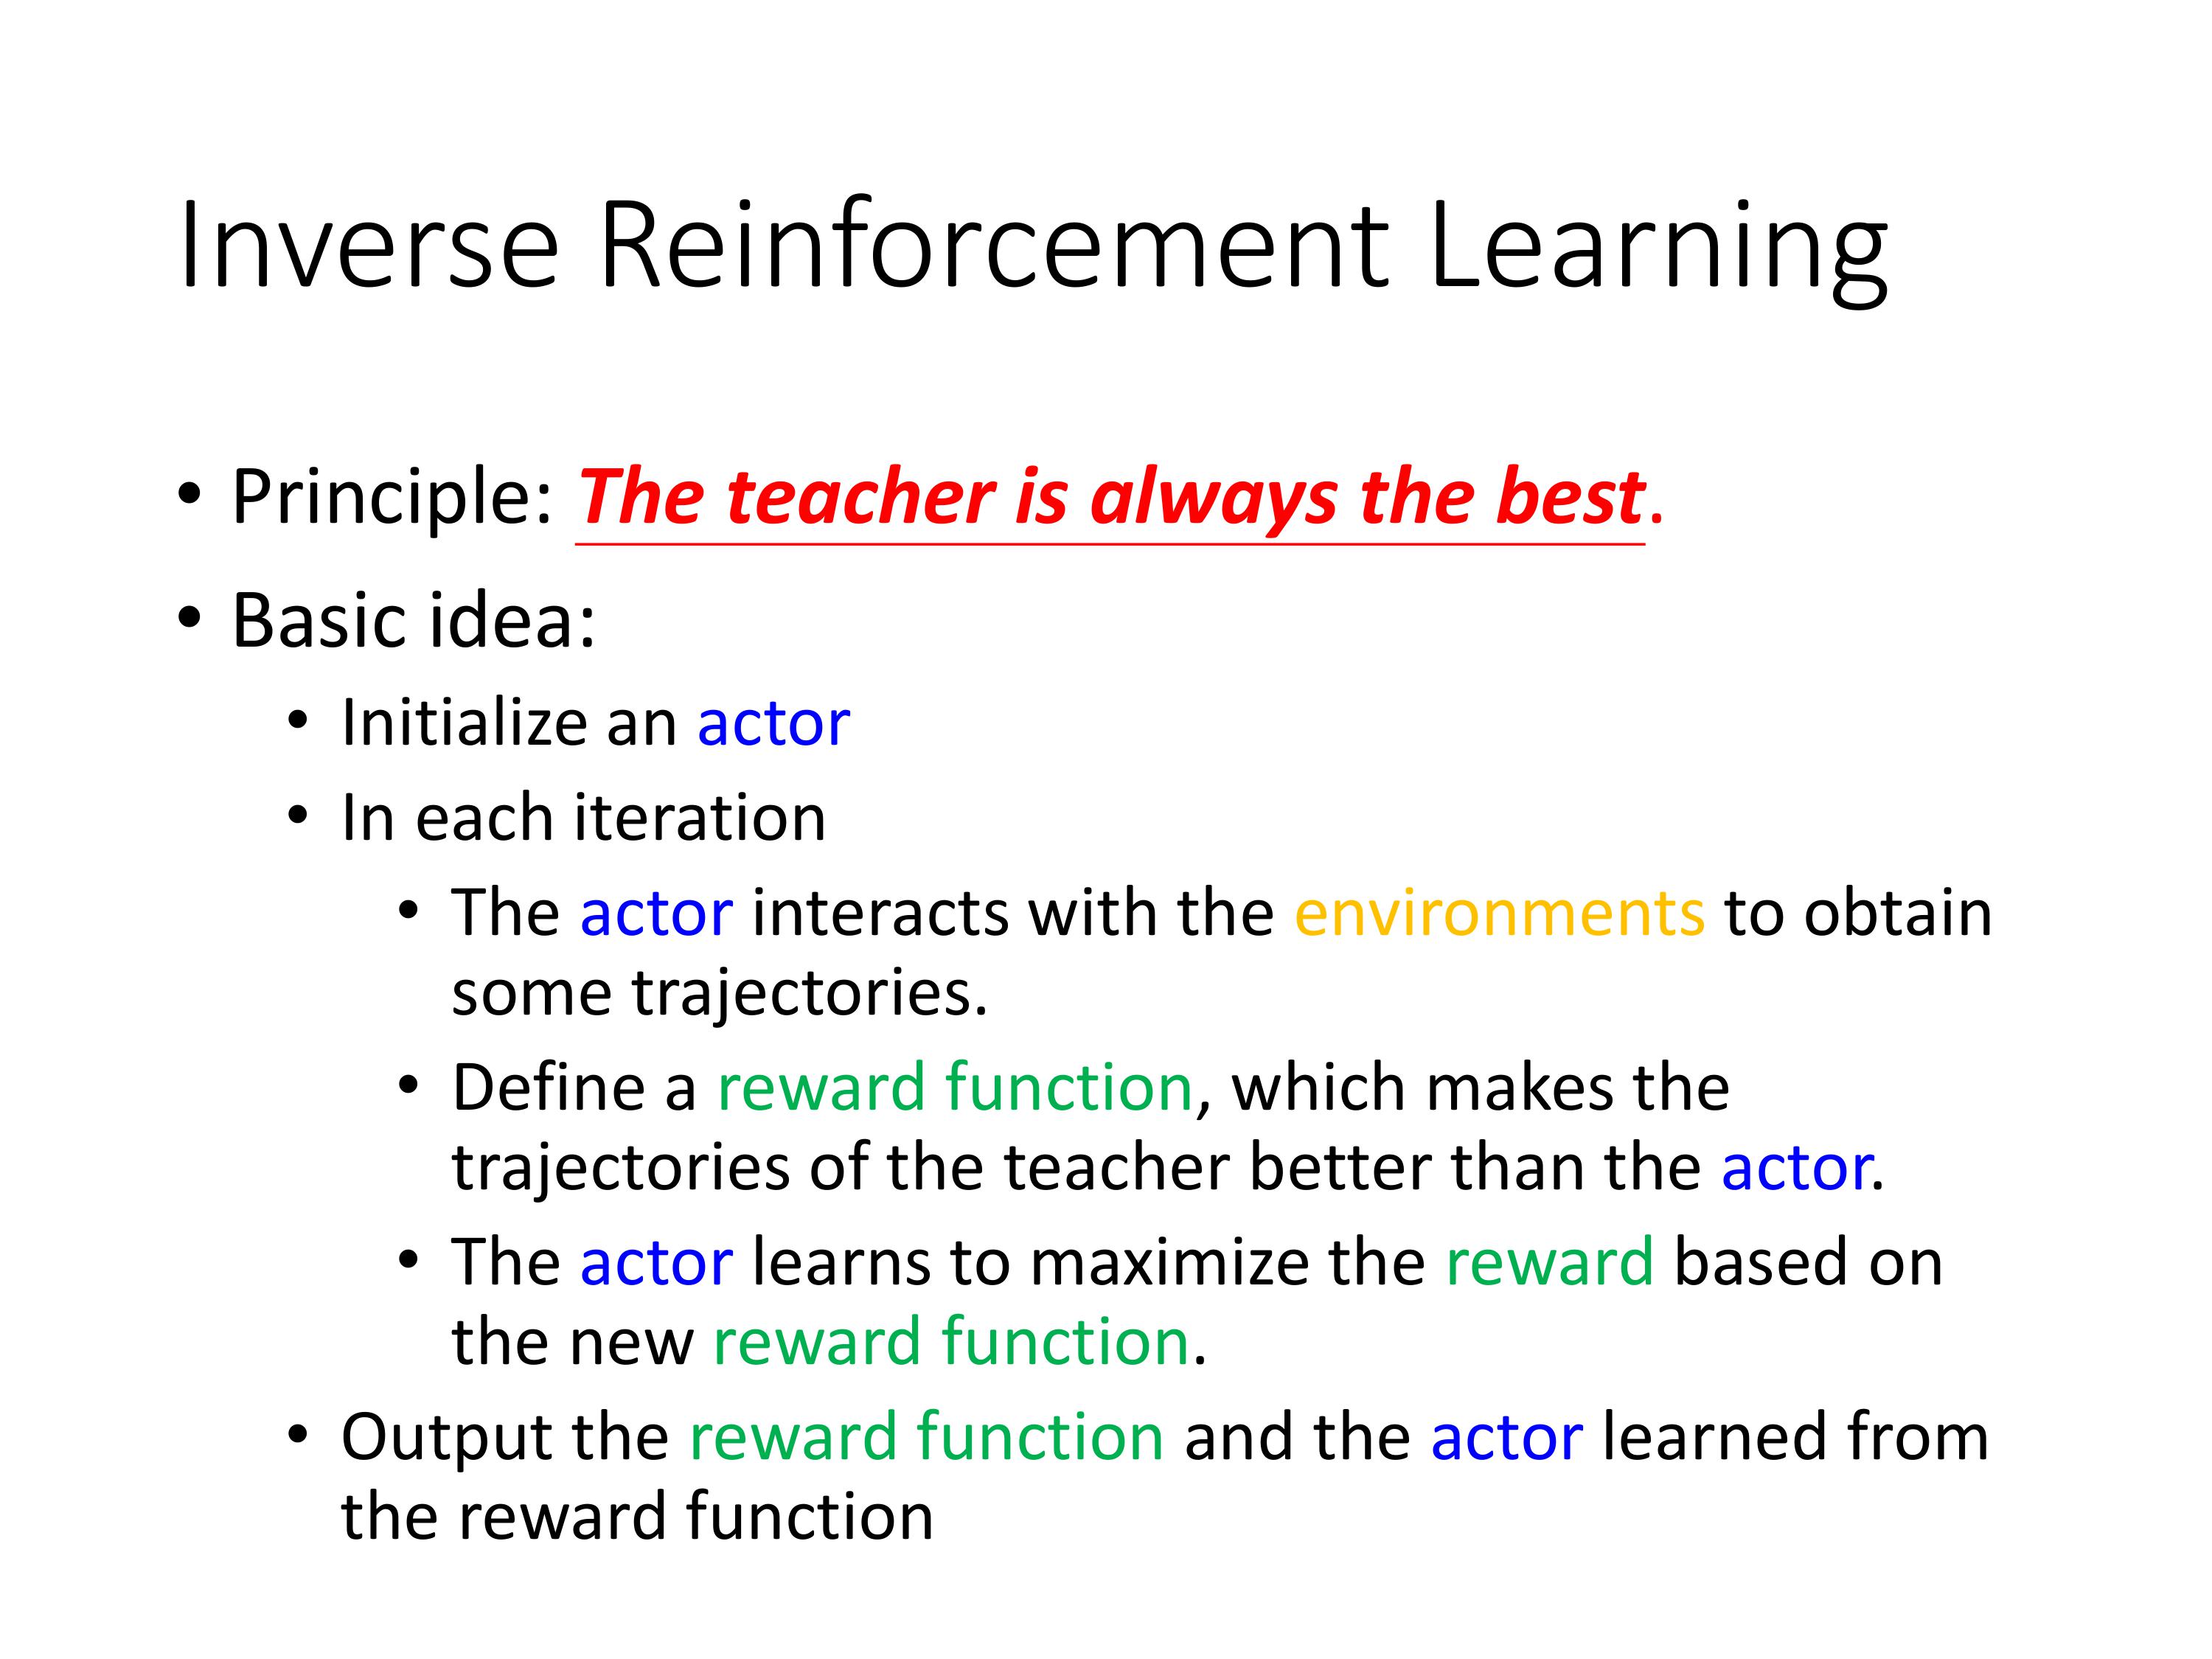 Inverse Reinforcement Learning
• Principle: The teacher is always the best.
• Basic idea:
• Initialize an actor
• In each iteration
• The actor interacts with the environments to obtain
some trajectories.
• Define a reward function, which makes the
trajectories of the teacher better than the actor.
• The actor learns to maximize the reward based on
the new reward function.
• Output the reward function and the actor learned from
the reward function